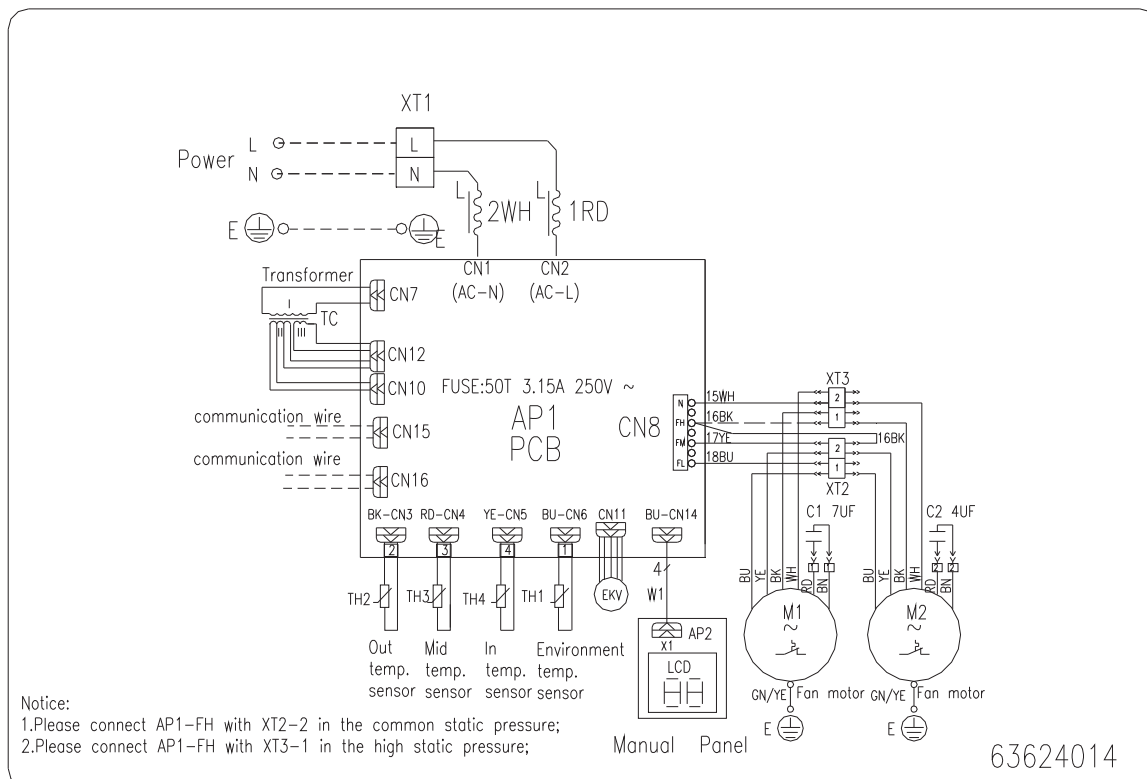 XT1
L
L
Power
N
N
L
2WH
L
1RD
E
E
CN1
(AC-N)
CN2
(AC-L)
Transformer
I
II
III
TC
CN7
CN12
CN10
FUSE:50T 3.15A 250V ~
AP1
PCB
CN8
N
FH
FM
FL
15WH
16BK
17YE
18BU
XT3
2
1
16BK
2
1
XT2
communication wire
CN15
communication wire
CN16
BK-CN3
RD-CN4
YE-CN5
BU-CN6
CN11
BU-CN14
2
3
4
1
TH2
TH3
TH4
TH1
EKV
4
W1
Out
temp.
sensor
Mid
temp.
sensor
In
temp.
sensor
Environment
temp.
sensor
X1
AP2
LCD
88
Manual Panel
C1 7UF
C2 4UF
BU
YE
BK
WH
RD
BN
BU
YE
BK
WH
RD
BN
M1
~
M2
~
GN/YE
Fan motor
GN/YE
Fan motor
E
E
Notice:
1.Please connect AP1-FH with XT2-2 in the common static pressure;
2.Please connect AP1-FH with XT3-1 in the high static pressure;
63624014